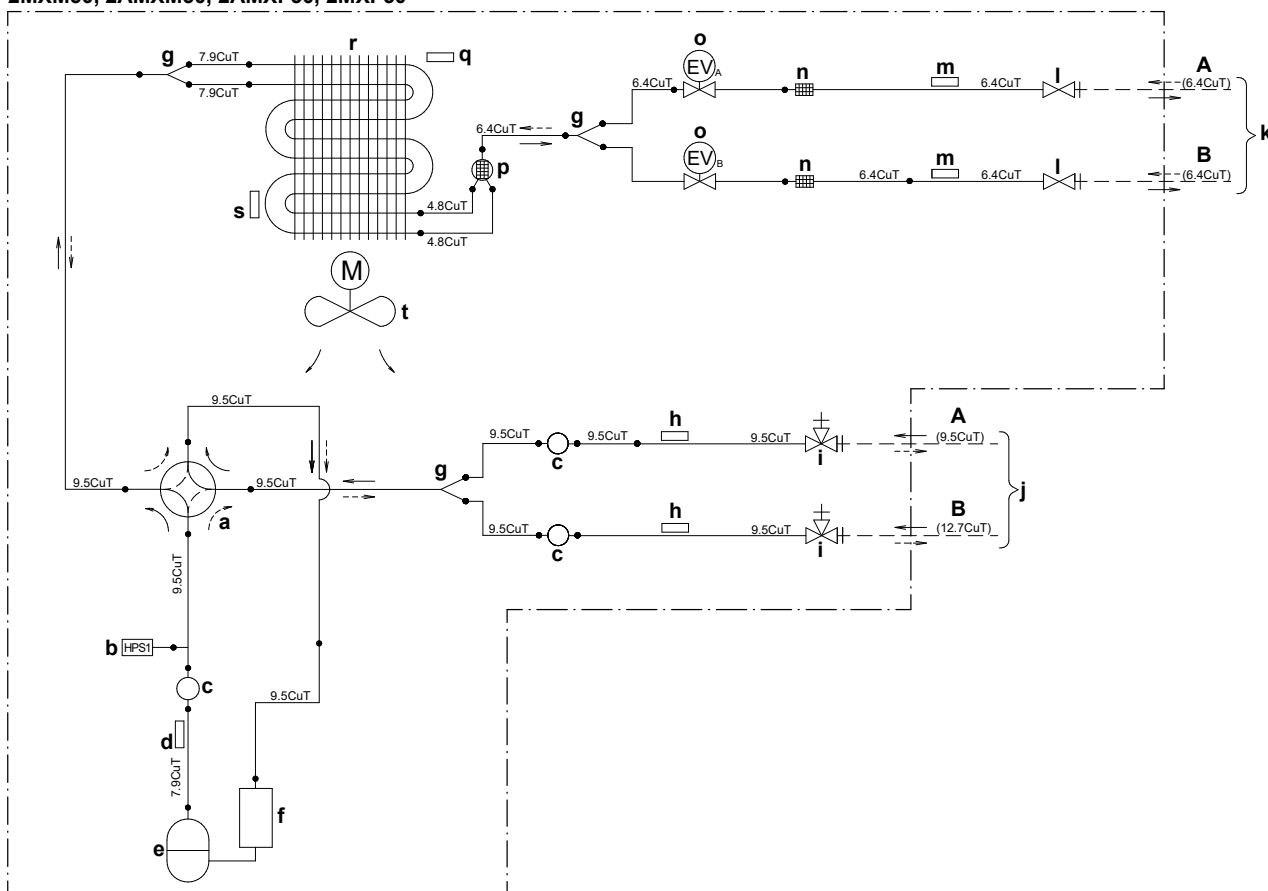 2MXM50, 2AMXM50, 2AMXF50, 2MXF50
r
q
g
7.9CuT
7.9CuT
o
EVA
n
m
6.4CuT
6.4CuT
l
A
(6.4CuT)
g
6.4CuT
p
o
EVB
n
6.4CuT
m
6.4CuT
l
B
(6.4CuT)
k
s
4.8CuT
4.8CuT
M
t
9.5CuT
9.5CuT
a
9.5CuT
g
9.5CuT
c
9.5CuT
h
9.5CuT
i
A
(9.5CuT)
9.5CuT
c
h
9.5CuT
i
B
(12.7CuT)
j
9.5CuT
b
HPS1
c
9.5CuT
d
7.9CuT
f
e